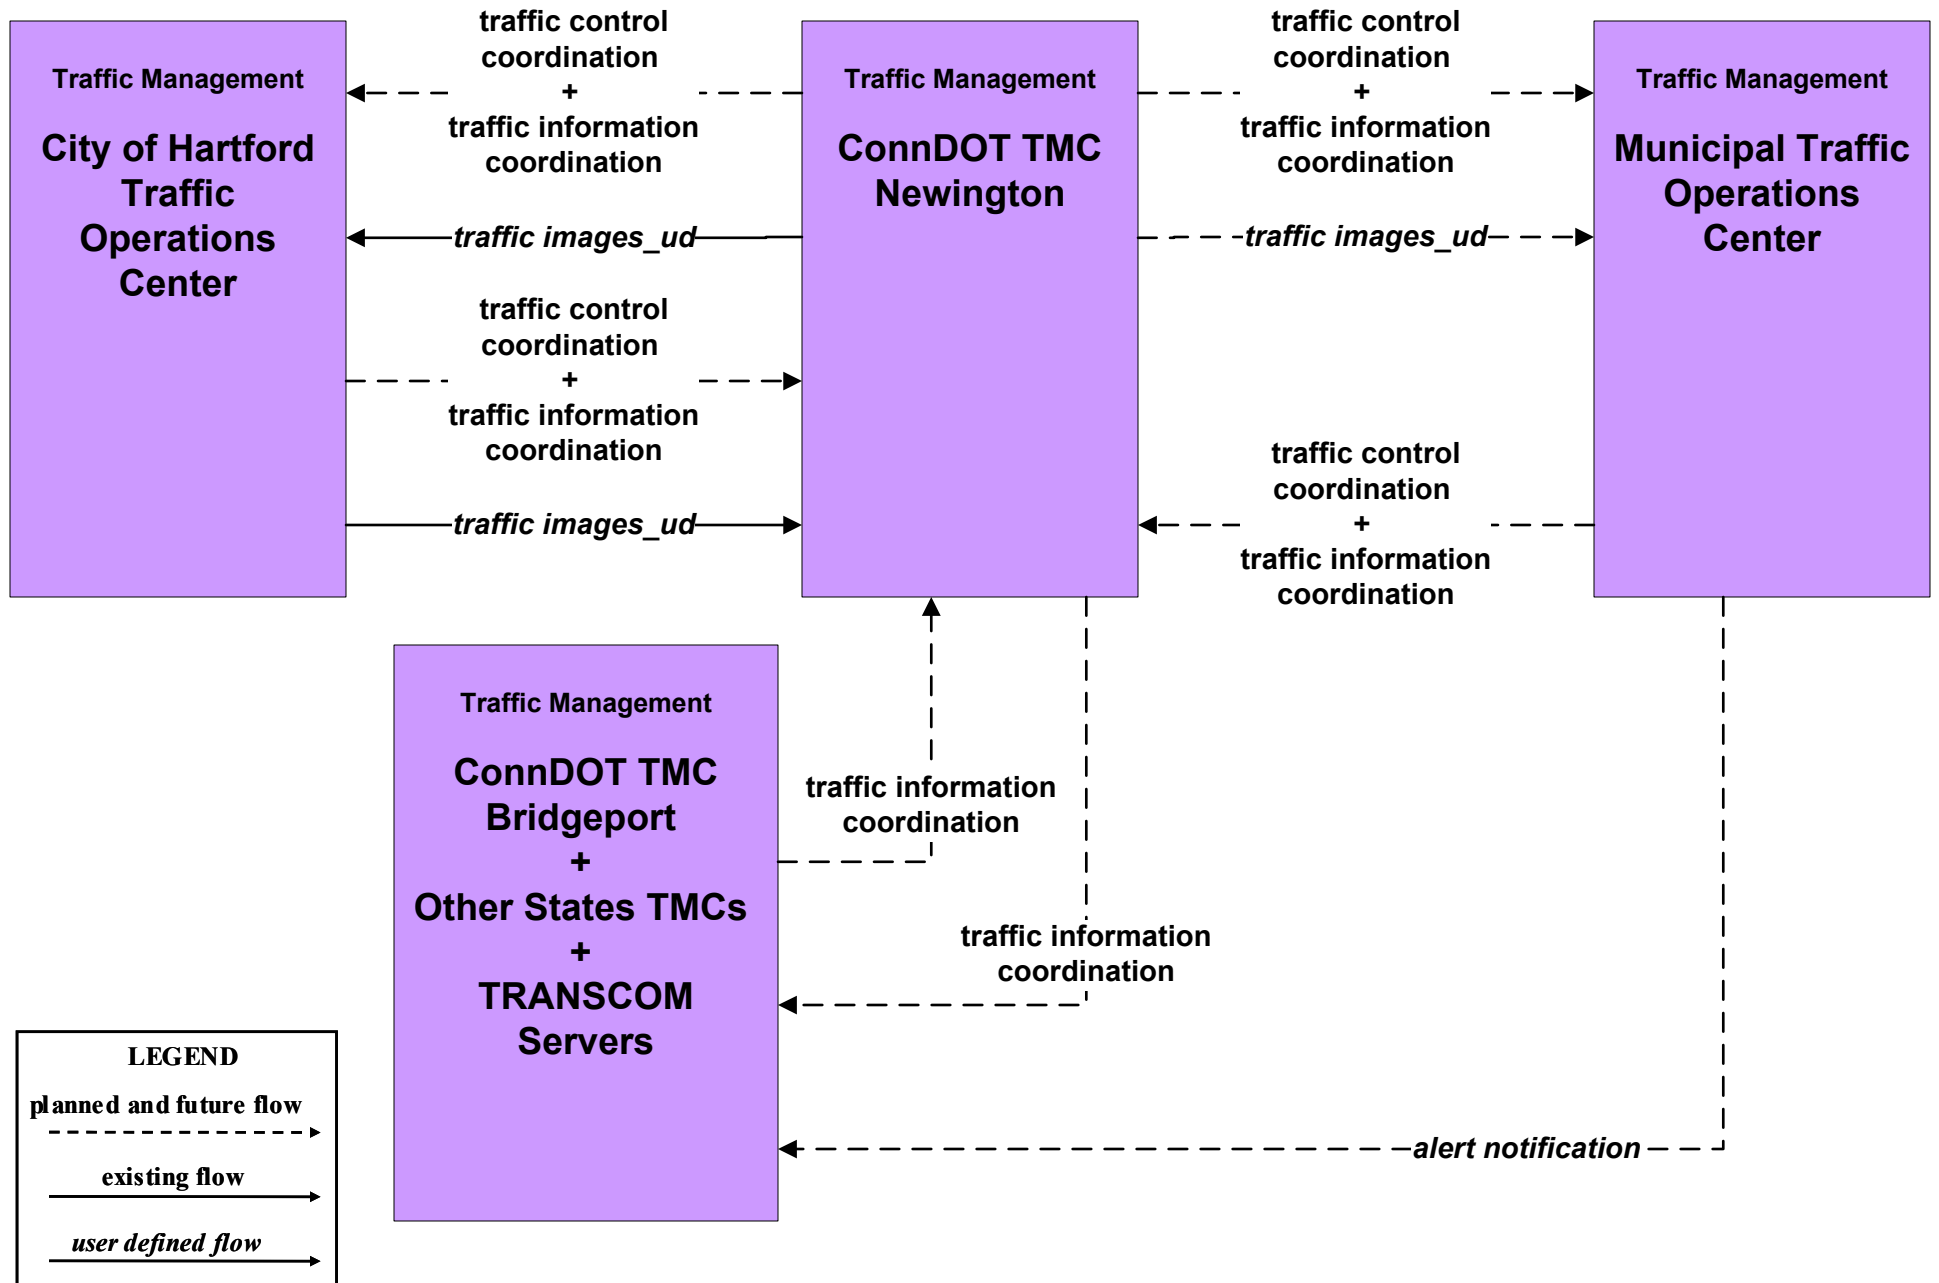 Traffic Management
City of Hartford
Traffic
Operations
Center
traffic control
coordination
+
traffic information
coordination
traffic images_ud
traffic control
coordination
+
traffic information
coordination
traffic images_ud
Traffic Management
ConnDOT TMC
Newington
traffic control
coordination
+
traffic information
coordination
traffic images_ud
traffic control
coordination
+
traffic information
coordination
Traffic Management
Municipal Traffic
Operations
Center
Traffic Management
ConnDOT TMC
Bridgeport
+
Other States TMCs
+
TRANSCOM
Servers
traffic information
coordination
traffic information
coordination
alert notification
LEGEND
planned and future flow
existing flow
user defined flow